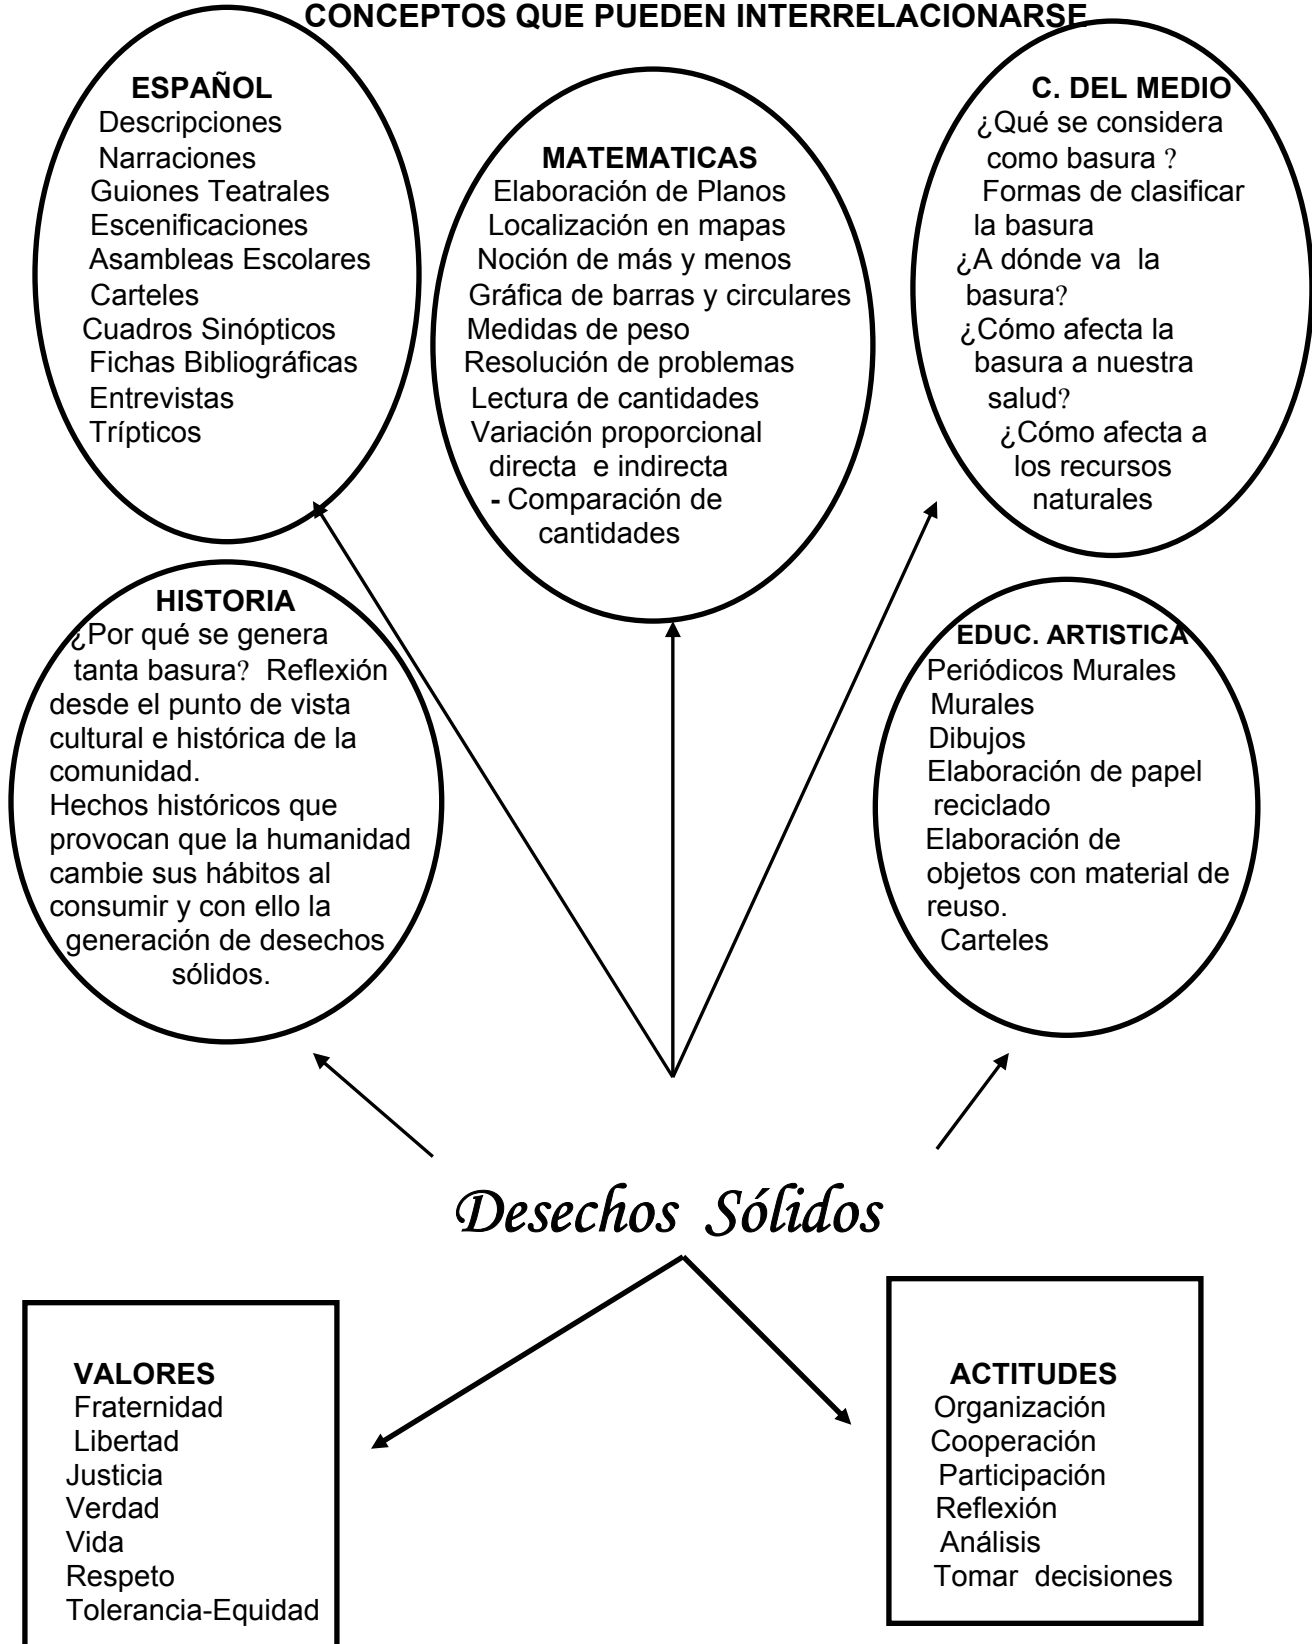 CONCEPTOS QUE PUEDEN INTERRELACIONARSE
ESPAÑOL
Descripciones
Narraciones
Guiones Teatrales
Escenificaciones
Asambleas Escolares
Carteles
Cuadros Sinópticos
Fichas Bibliográficas
Entrevistas
Trípticos
MATEMATICAS
Elaboración de Planos
Localización en mapas
Noción de más y menos
Gráfica de barras y circulares
Medidas de peso
Resolución de problemas
Lectura de cantidades
Variación proporcional
directa e indirecta
- Comparación de
cantidades
C. DEL MEDIO
¿Qué se considera
como basura ?
Formas de clasificar
la basura
¿A dónde va la
basura?
¿Cómo afecta la
basura a nuestra
salud?
¿Cómo afecta a
los recursos
naturales
HISTORIA
¿Por qué se genera
tanta basura? Reflexión
desde el punto de vista
cultural e histórica de la
comunidad.
Hechos históricos que
provocan que la humanidad
cambie sus hábitos al
consumir y con ello la
generación de desechos
sólidos.
EDUC. ARTISTICA
Periódicos Murales
Murales
Dibujos
Elaboración de papel
reciclado
Elaboración de
objetos con material de
reuso.
Carteles
Desechos Sólidos
VALORES
Fraternidad
Libertad
Justicia
Verdad
Vida
Respeto
Tolerancia-Equidad
ACTITUDES
Organización
Cooperación
Participación
Reflexión
Análisis
Tomar decisiones